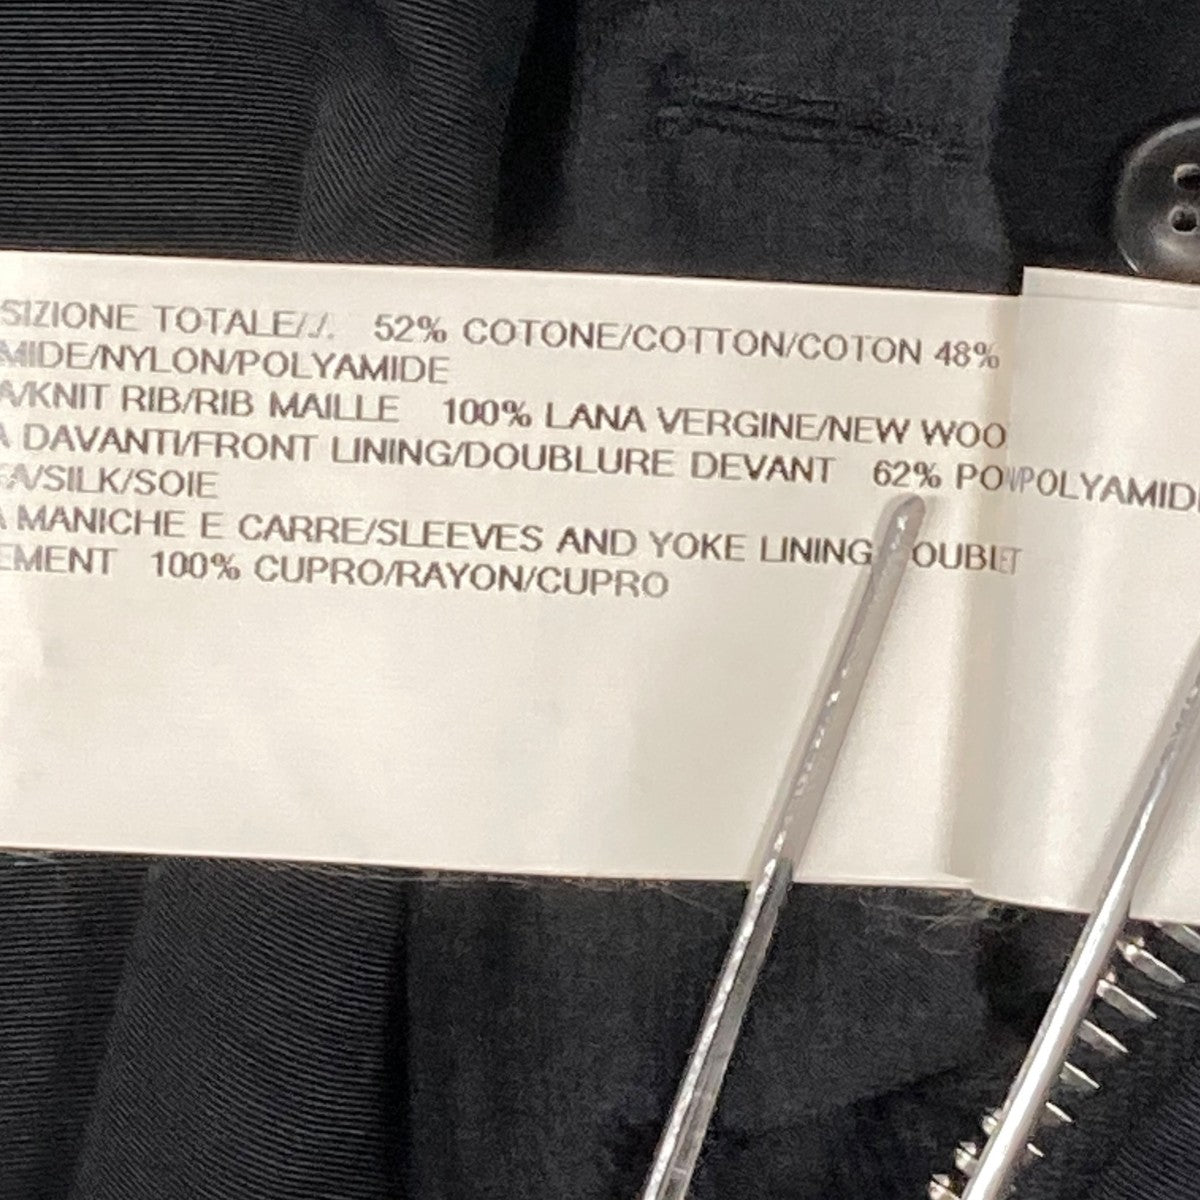 SIZIONE TOTALE/./. 52% COTONE/COTTON/COTON 48%
MIDE/NYLON/POLYAMIDE
A/KNIT RIB/RIB MAILLE 100% LANA VERGINE/NEW WOO
A DAVANTI/FRONT LINING/DOUBLURE DEVANT 62% PO /POLYAMID
A/SILK/SOIE
A MANICHE E CARRE/SLEEVES AND YOKE LINING OUBL
EMENT 100% CUPRO/RAYON/CUPRO